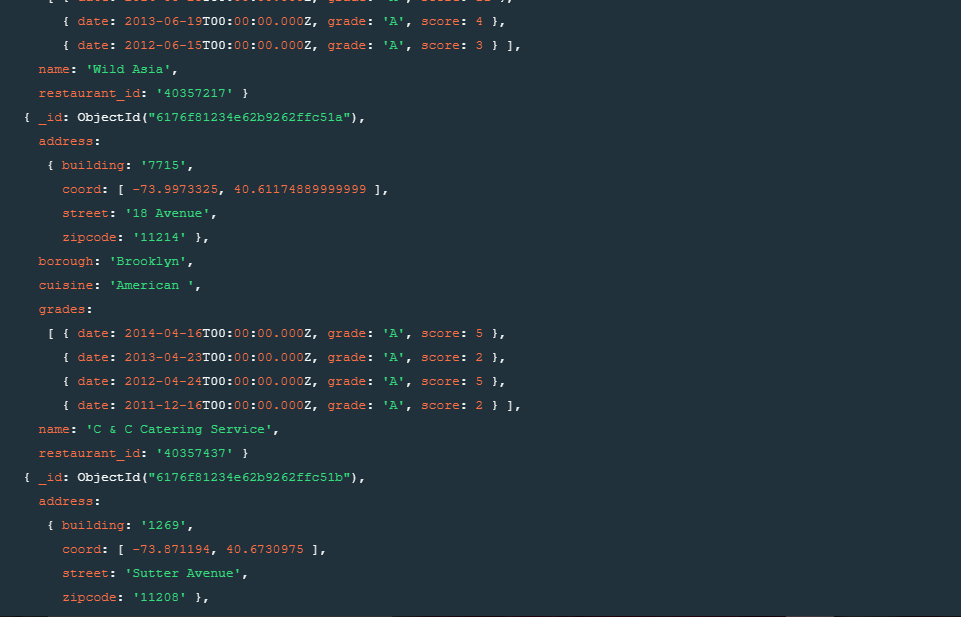 { date: 2013-06-19T00:00:00.000Z, grade: 'A', score: 4 },
{ date: 2012-06-15T00:00:00.000Z, grade: 'A', score: 3 } ],
name: 'Wild Asia',
restaurant_id: '40357217' }
{ _id: ObjectId("6176f81234e62b9262ffc51a"),
address:
{ building: '7715',
coord: [ -73.9973325, 40.61174889999999 ],
street: '18 Avenue',
zipcode: '11214' },
borough: 'Brooklyn',
cuisine: 'American ',
grades:
[ { date: 2014-04-16T00:00:00.000Z, grade: 'A', score: 5 },
{ date: 2013-04-23T00:00:00.000Z, grade: 'A', score: 2 },
{ date: 2012-04-24T00:00:00.000Z, grade: 'A', score: 5 },
{ date: 2011-12-16T00:00:00.000Z, grade: 'A', score: 2 } ],
name: 'C & C Catering Service',
restaurant_id: '40357437' }
{ _id: ObjectId("6176f81234e62b9262ffc51b"),
address:
{ building: '1269',
coord: [ -73.871194, 40.6730975 ],
street: 'Sutter Avenue',
zipcode: '11208' },